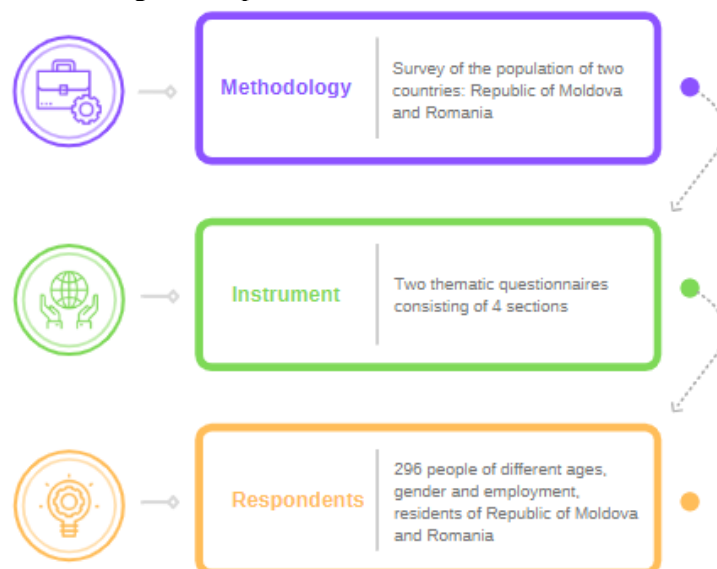 Methodology
Survey of the population of two
countries: Republic of Moldova
and Romania
Instrument
Two thematic questionnaires
consisting of 4 sections
Respondents
296 people of different ages,
gender and employment,
residents of Republic of Moldova
and Romania